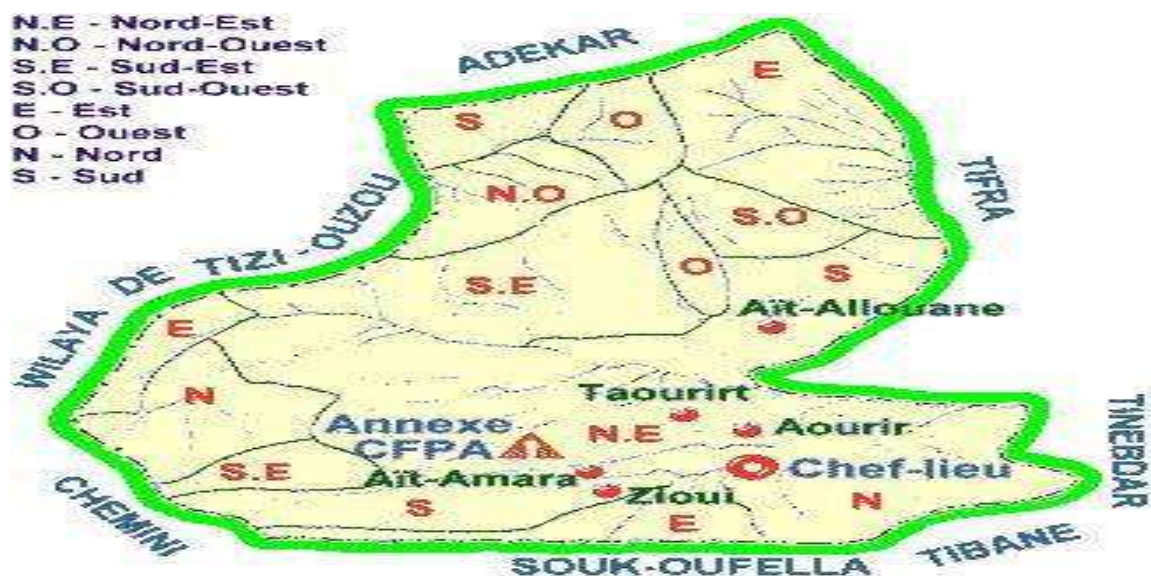 N.E - Nord-Est
N.O - Nord-Ouest
S.E - Sud-Est
S.O - Sud-Ouest
E - Est
O - Ouest
N - Nord
S - Sud
ADEKAR
E
S
O
TIFRA
N.O
S.O
WILAYA DE TIZI-OUZOU
O
S
S.E
Aït-Allouane
E
N
Taourirt
Annexe
CFPA
N.E
Aourir
TINEBDAR
S.E
Aït-Amara
Chef-lieu
Zioui
S
E
N
CHEMINI
SOUK-OUFELLA
TIBANE